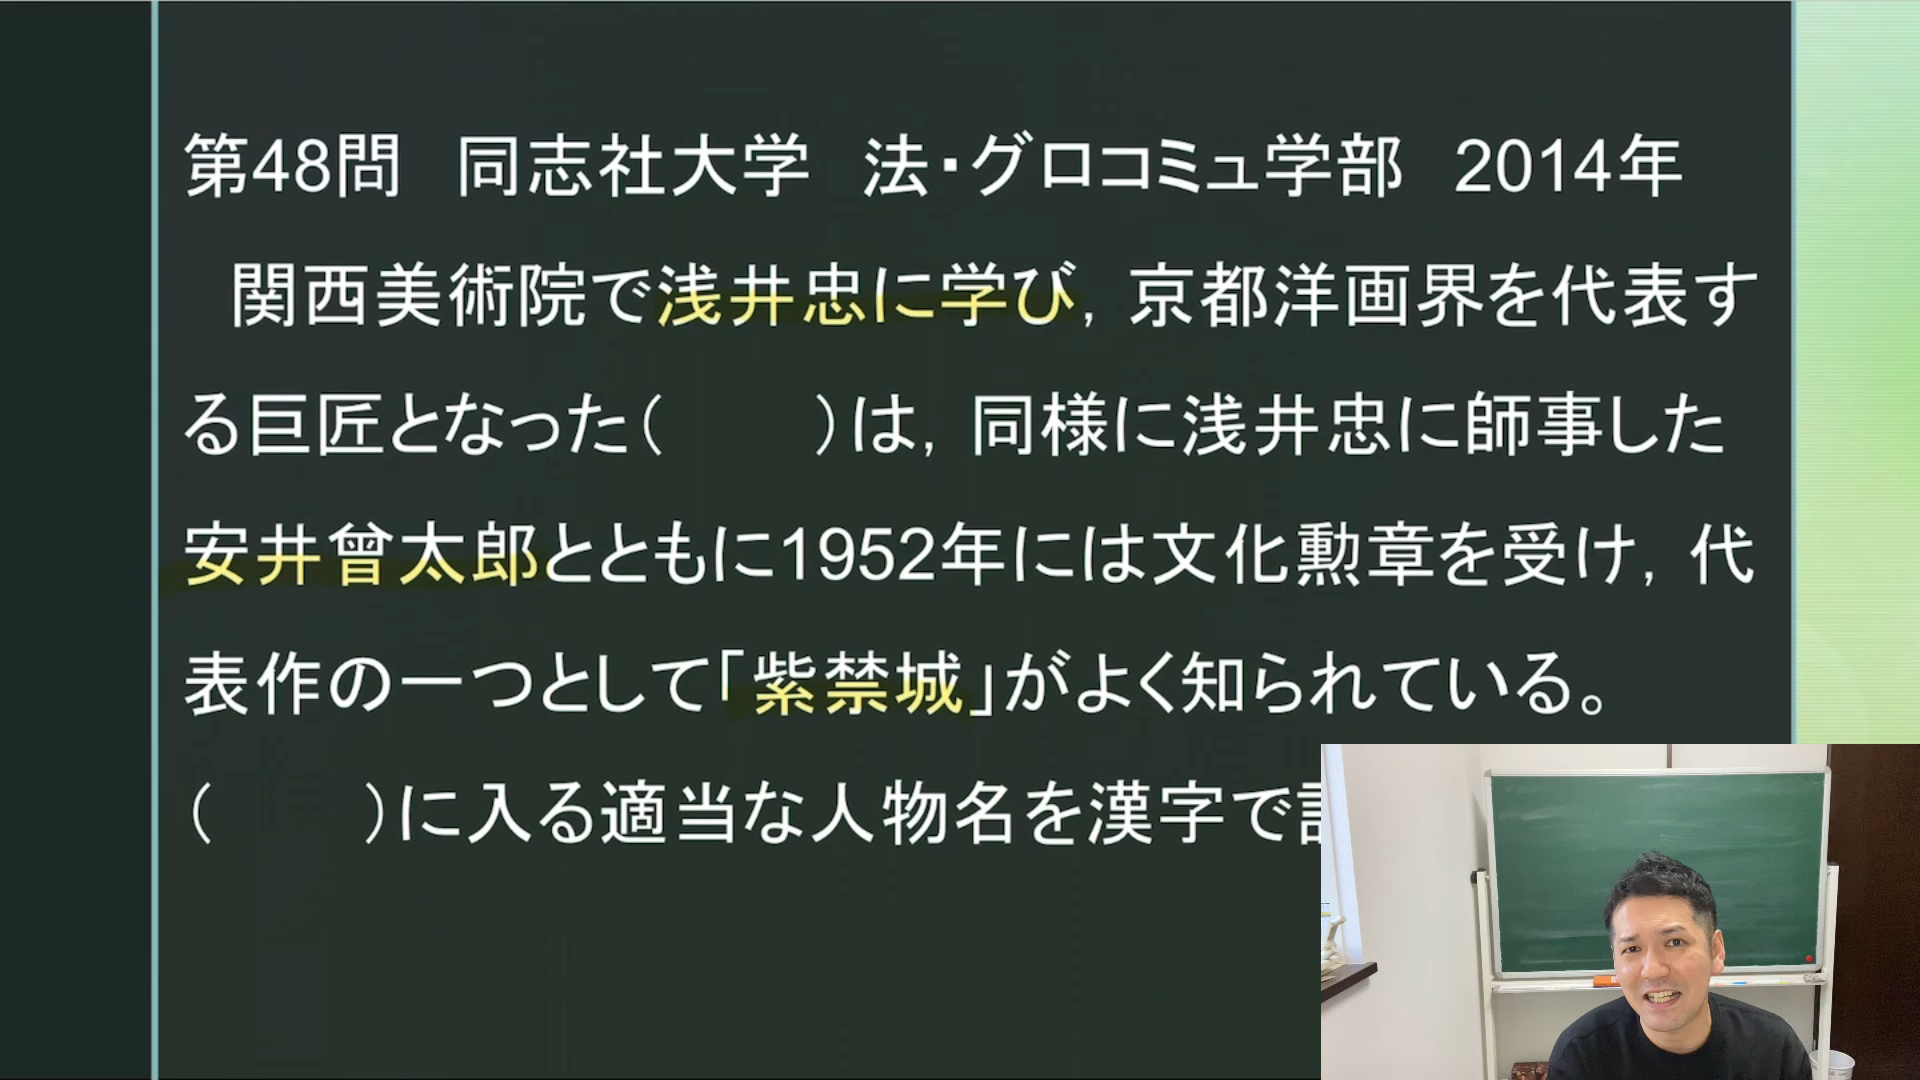 第48問　同志社大学　法・グロコミュ学部　2014年
関西美術院で浅井忠に学び，京都洋画界を代表す
る巨匠となった（　　）は，同様に浅井忠に師事した
安井曾太郎とともに1952年には文化勲章を受け，代
表作の一つとして「紫禁城」がよく知られている。
（　　）に入る適当な人物名を漢字で